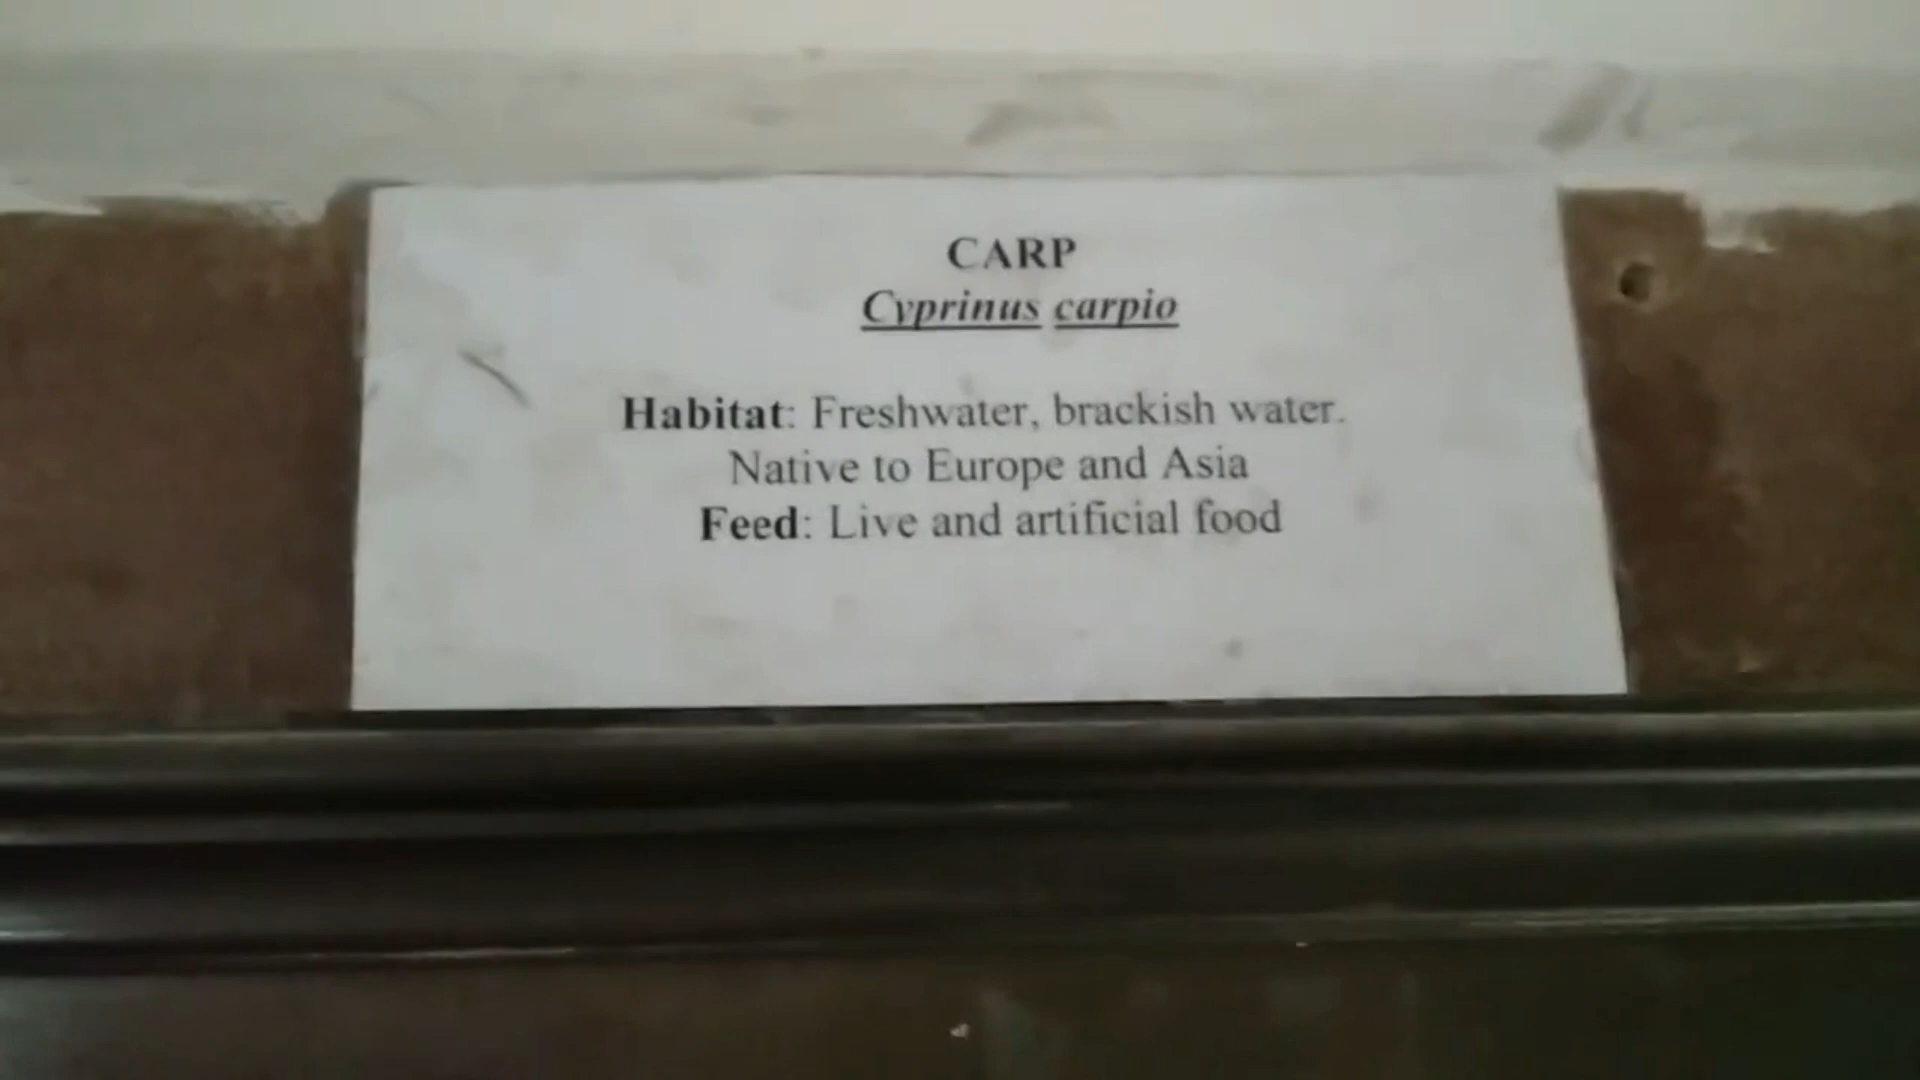 CARP
Cyprinus carpio
Habitat: Freshwater, brackish water.
Native to Europe and Asia
Feed: Live and artificial food